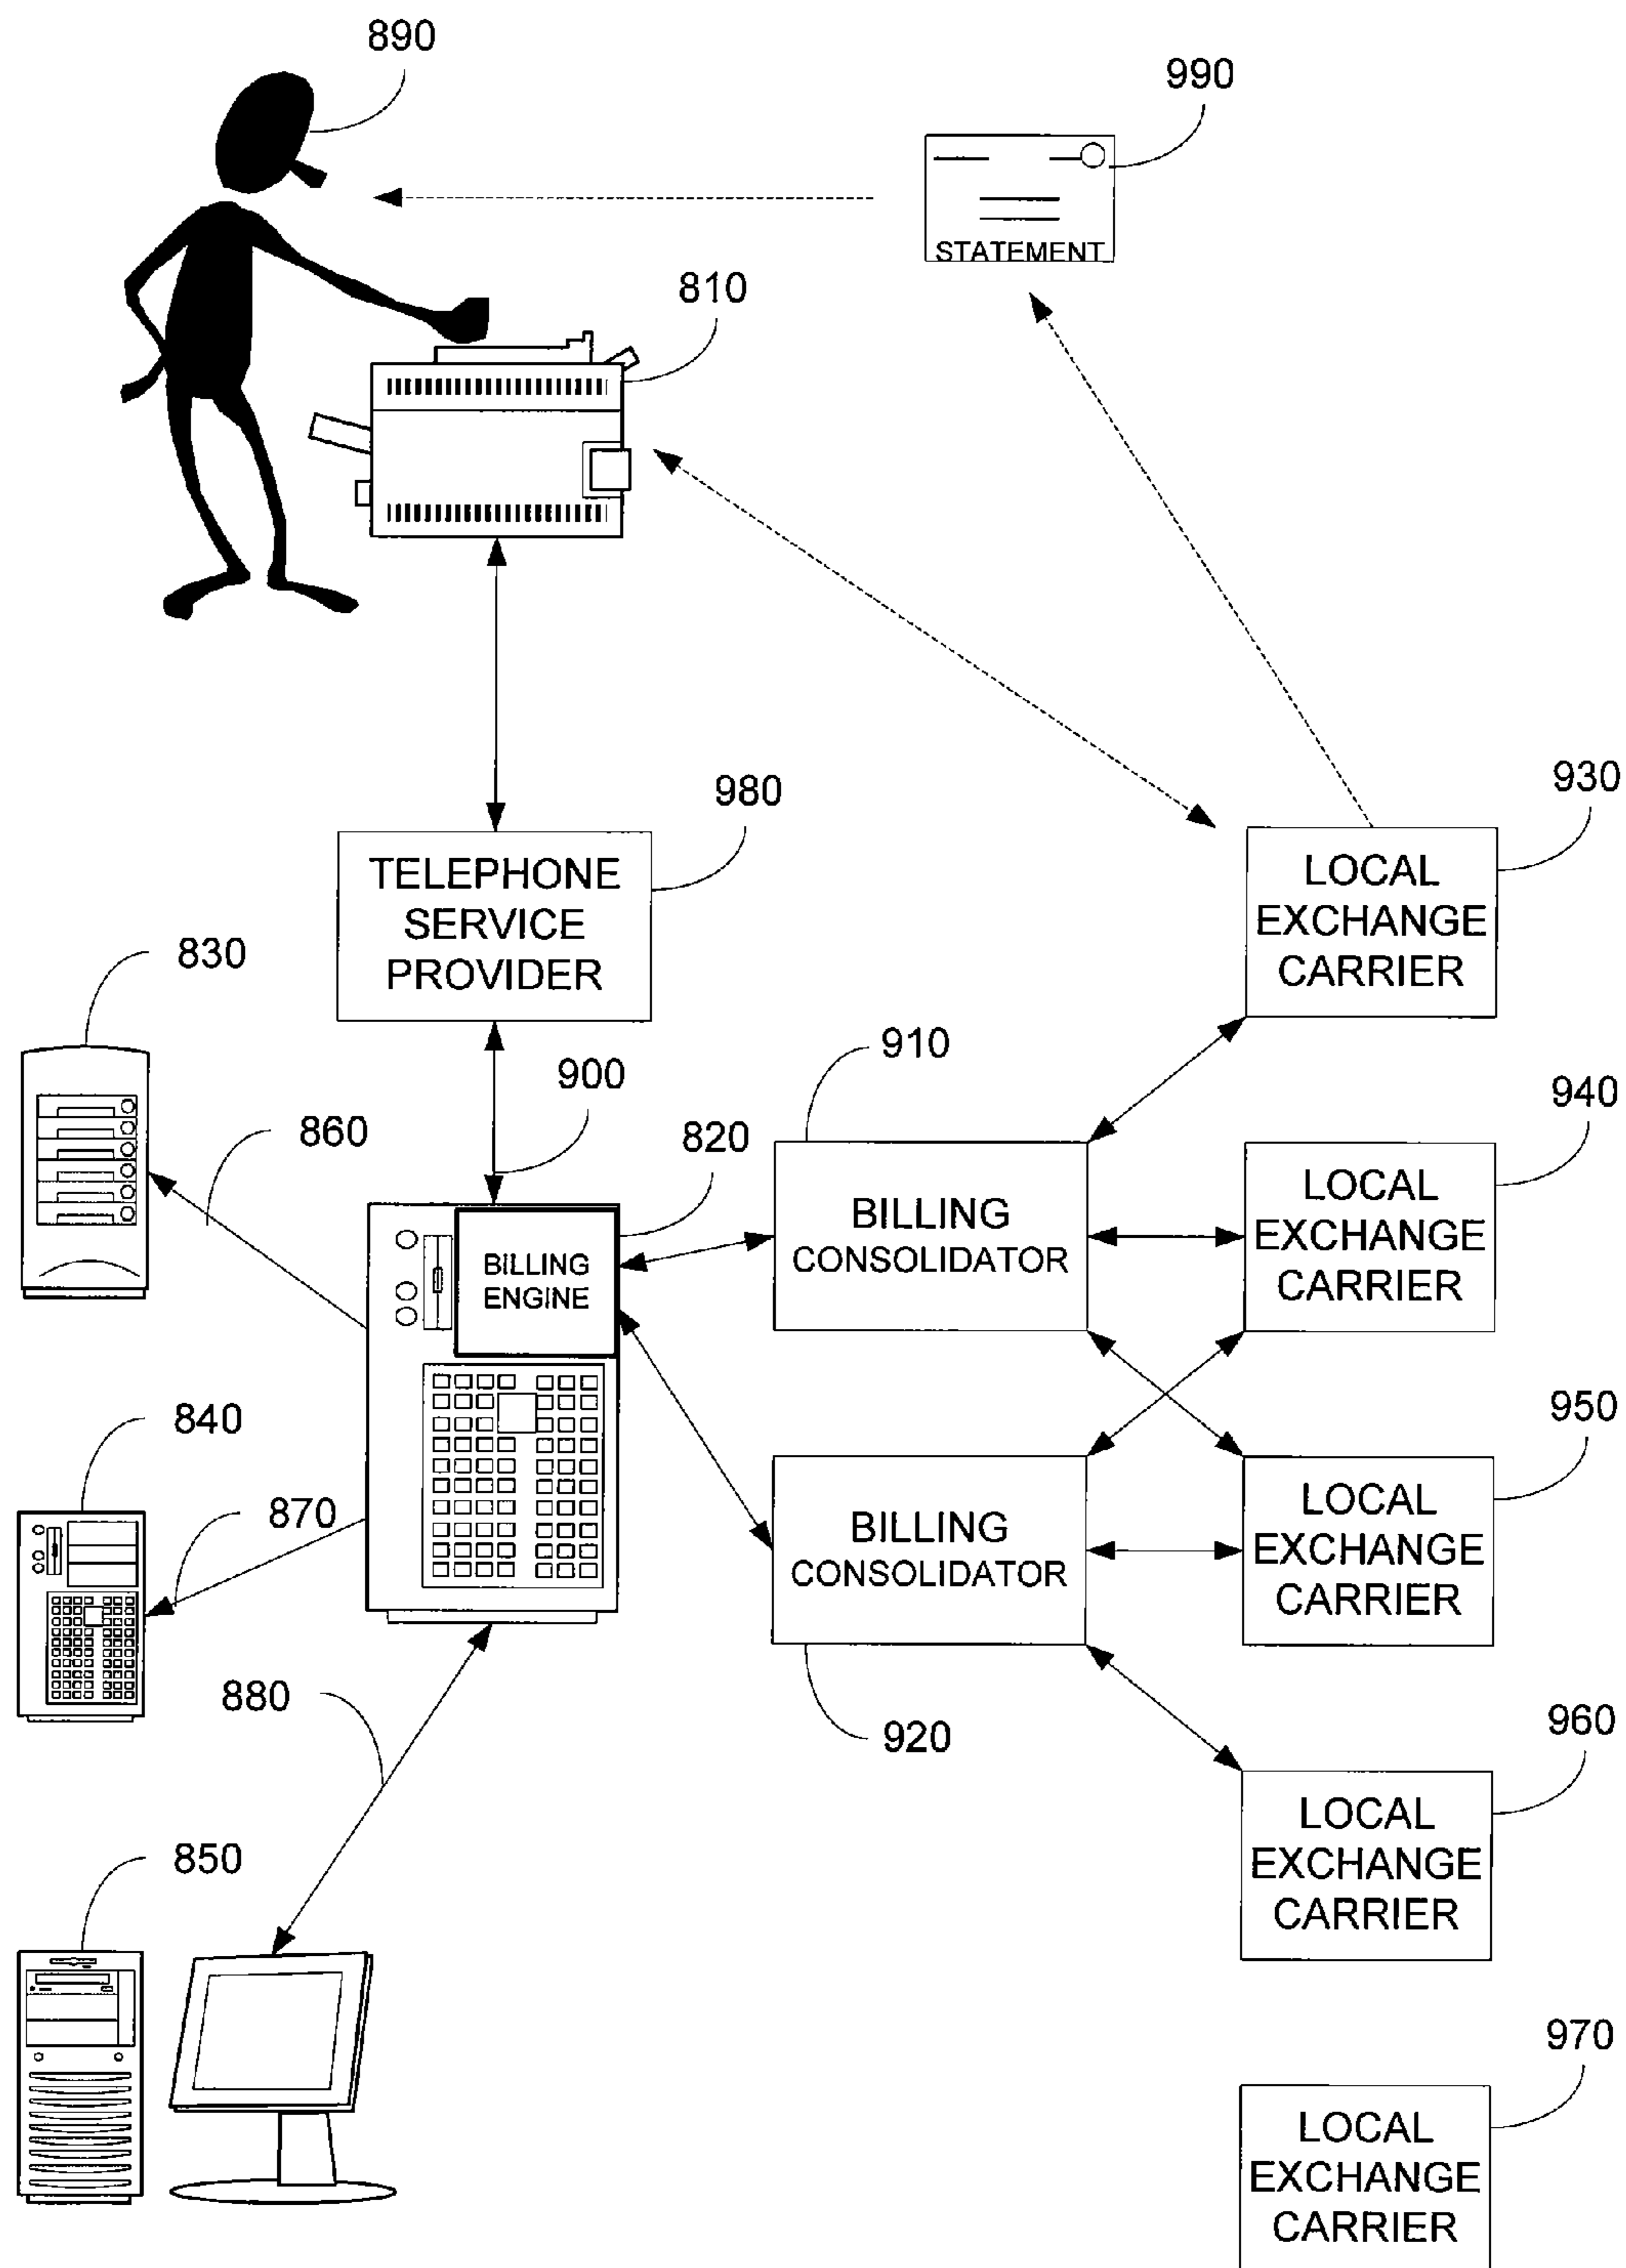 890
990
STATEMENT
810
980
TELEPHONE
SERVICE
PROVIDER
930
LOCAL
EXCHANGE
CARRIER
830
900
910
860
820
940
BILLING
ENGINE
BILLING
CONSOLIDATOR
LOCAL
EXCHANGE
CARRIER
840
870
950
BILLING
CONSOLIDATOR
LOCAL
EXCHANGE
CARRIER
880
920
960
LOCAL
EXCHANGE
CARRIER
850
970
LOCAL
EXCHANGE
CARRIER